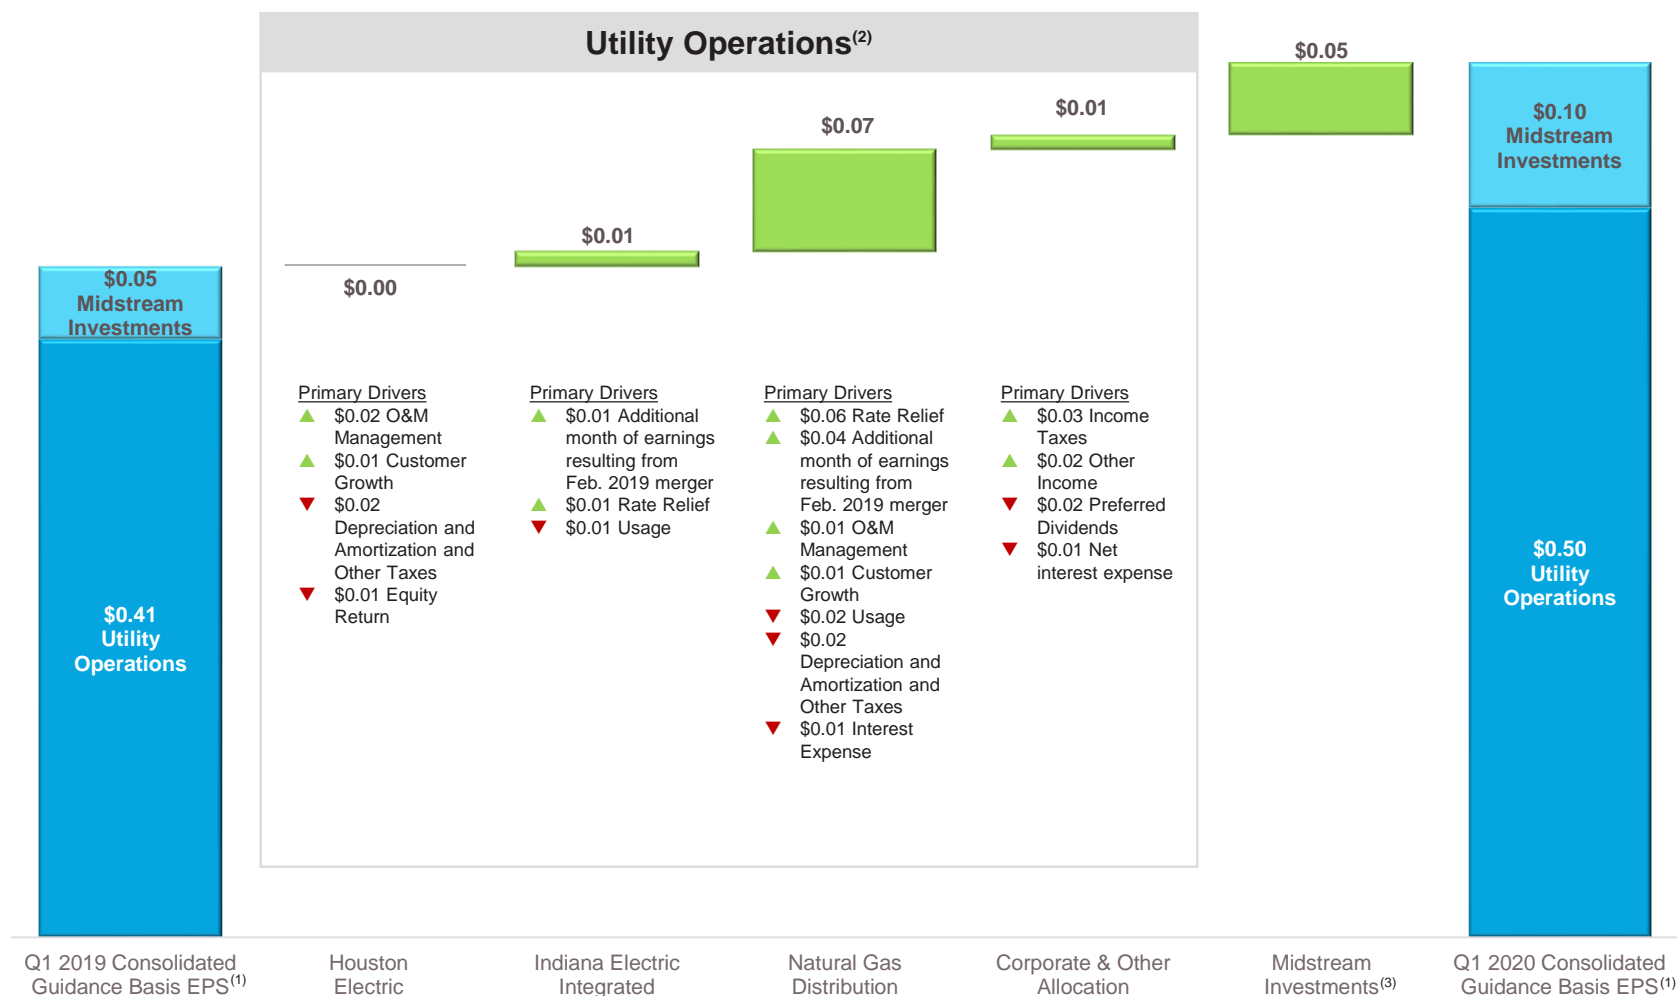 Utility Operations(2)
$0.05
Midstream
Investments
$0.41
Utility
Operations
$0.00
$0.01
$0.07
$0.01
$0.05
$0.10
Midstream
Investments
$0.50
Utility
Operations
Primary Drivers
▲ $0.02 O&M
Management
▲ $0.01 Customer
Growth
▼ $0.02
Depreciation and
Amortization and
Other Taxes
▼ $0.01 Equity
Return
Primary Drivers
▲ $0.01 Additional
month of earnings
resulting from
Feb. 2019 merger
▲ $0.01 Rate Relief
▼ $0.01 Usage
Primary Drivers
▲ $0.06 Rate Relief
▲ $0.04 Additional
month of earnings
resulting from
Feb. 2019 merger
▲ $0.01 O&M
Management
▲ $0.01 Customer
Growth
▼ $0.02 Usage
▼ $0.02
Depreciation and
Amortization and
Other Taxes
▼ $0.01 Interest
Expense
Primary Drivers
▲ $0.03 Income
Taxes
▲ $0.02 Other
Income
▼ $0.02 Preferred
Dividends
▼ $0.01 Net
interest expense
Q1 2019 Consolidated
Guidance Basis EPS(1)
Houston
Electric
Indiana Electric
Integrated
Natural Gas
Distribution
Corporate & Other
Allocation
Midstream
Investments(3)
Q1 2020 Consolidated
Guidance Basis EPS(1)